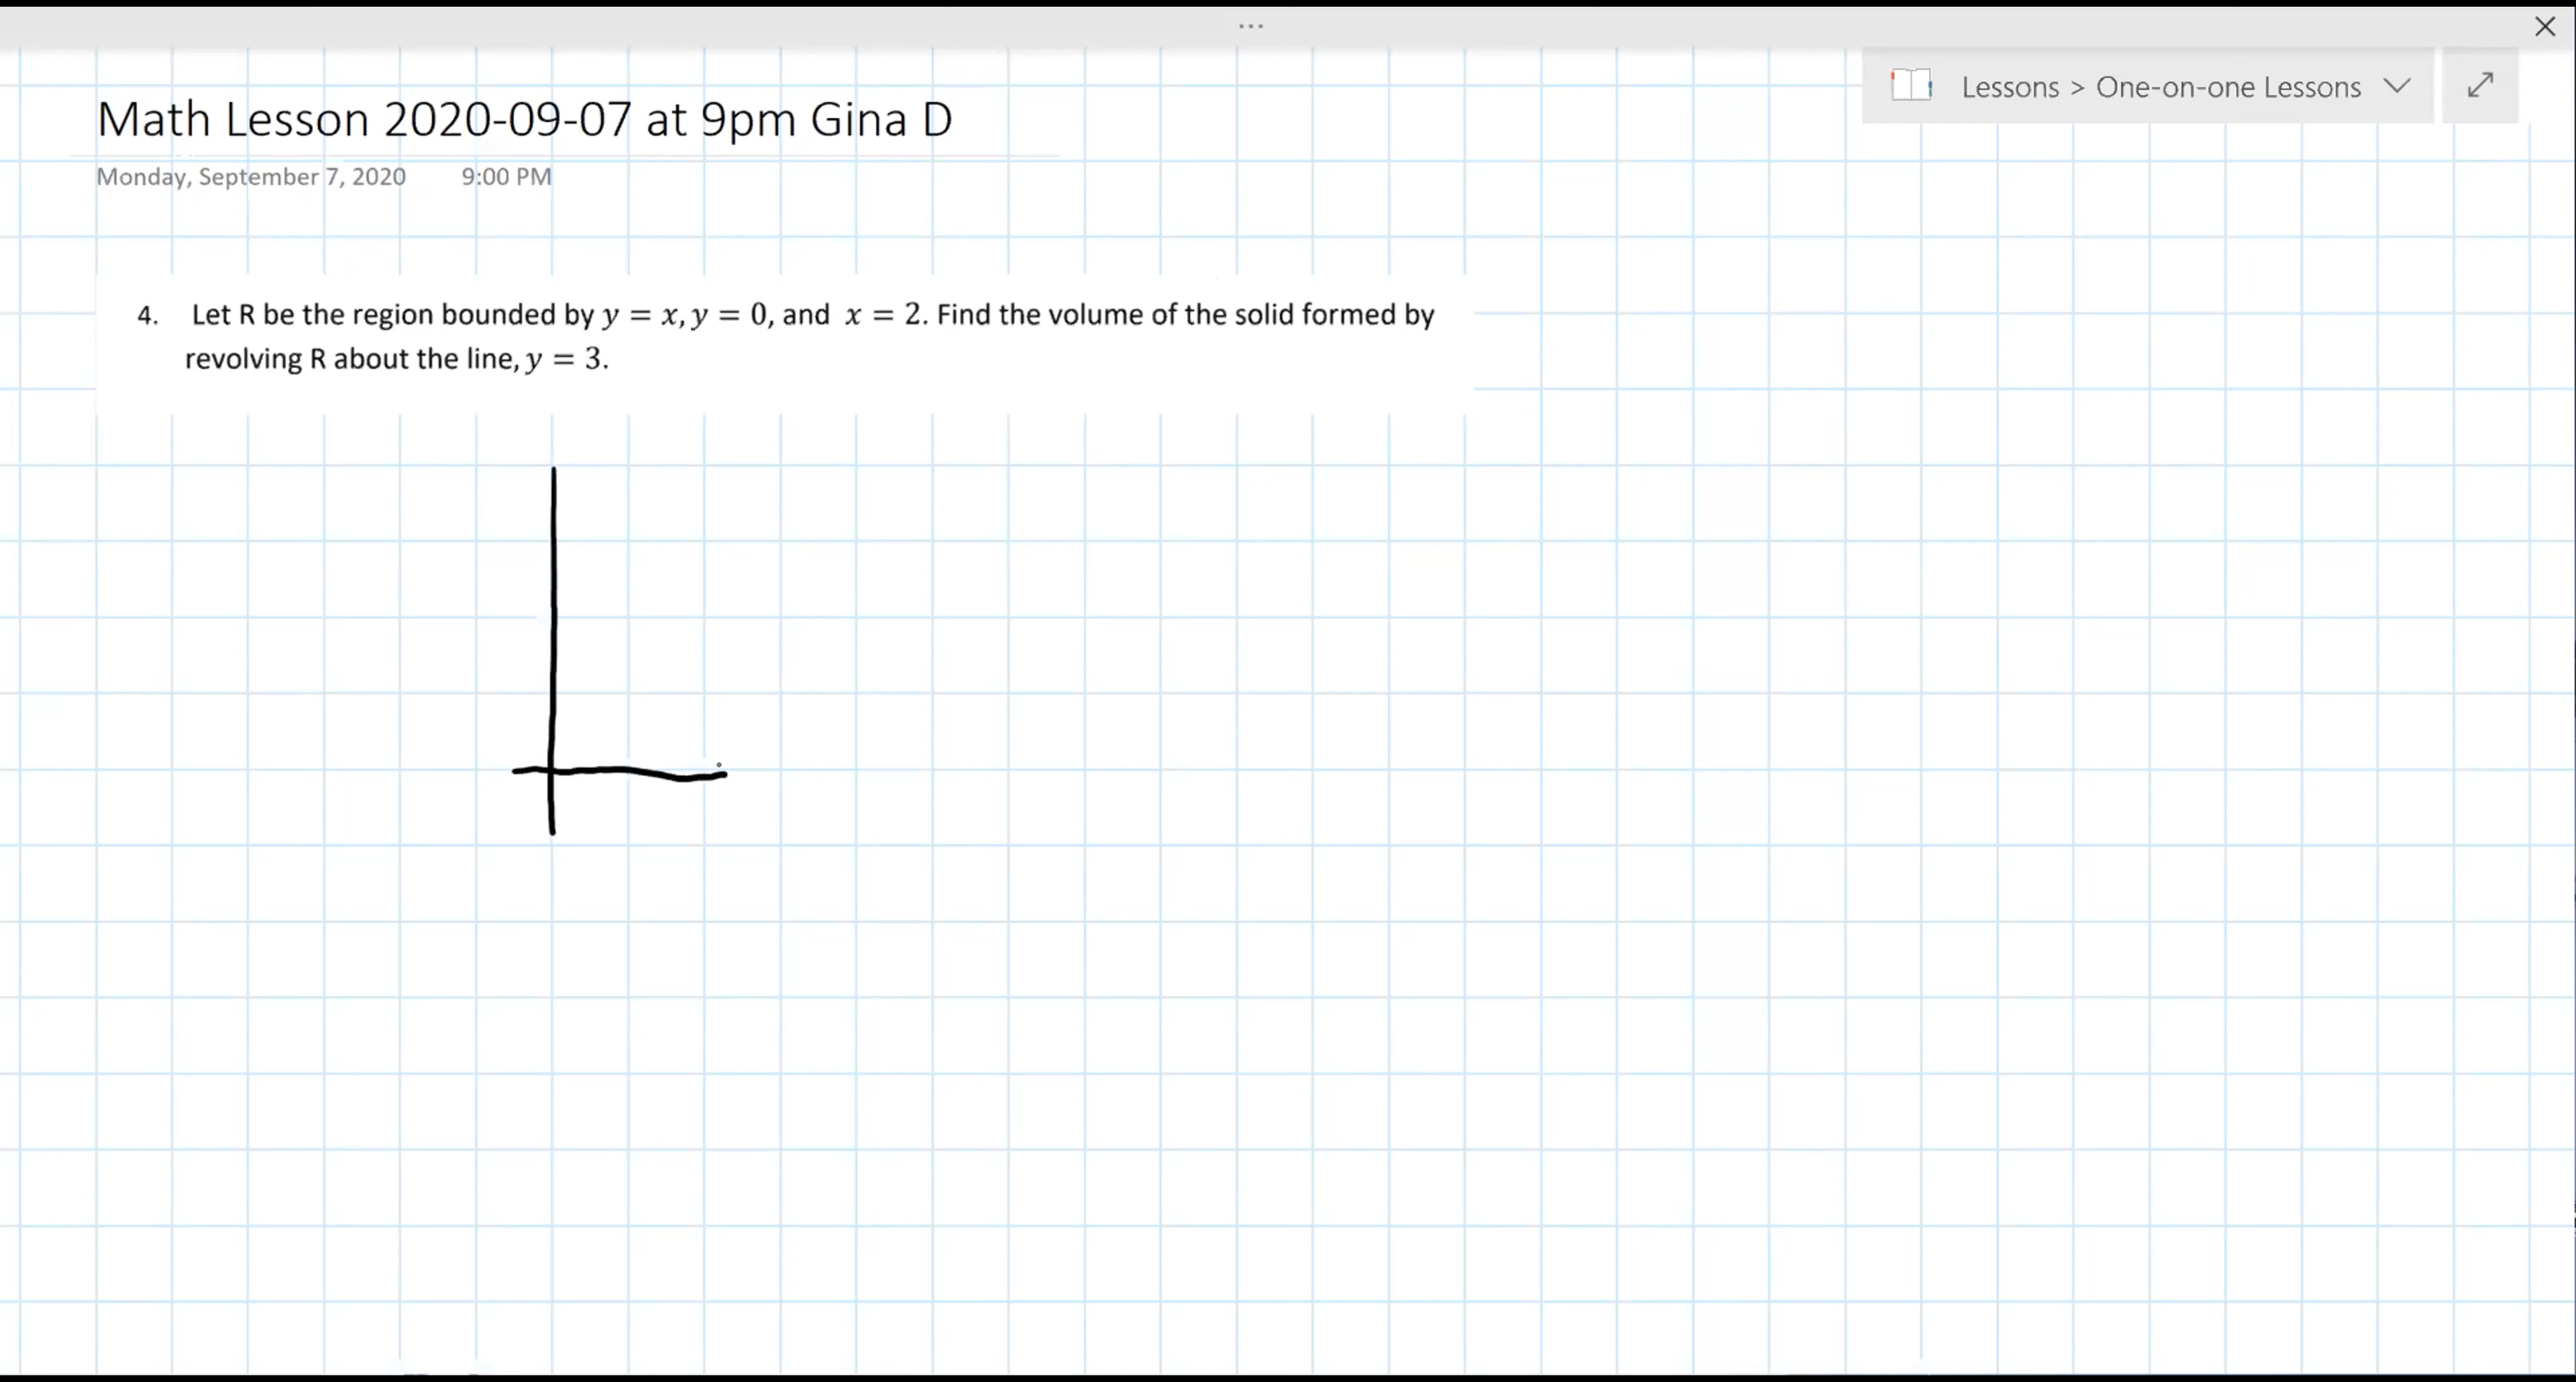 Lessons > One-on-one Lessons
Math Lesson 2020-09-07 at 9pm Gina D
Monday, September 7, 2020 9:00 PM
4. Let R be the region bounded by y = x, y = 0, and x = 2. Find the volume of the solid formed by
revolving R about the line, y = 3.